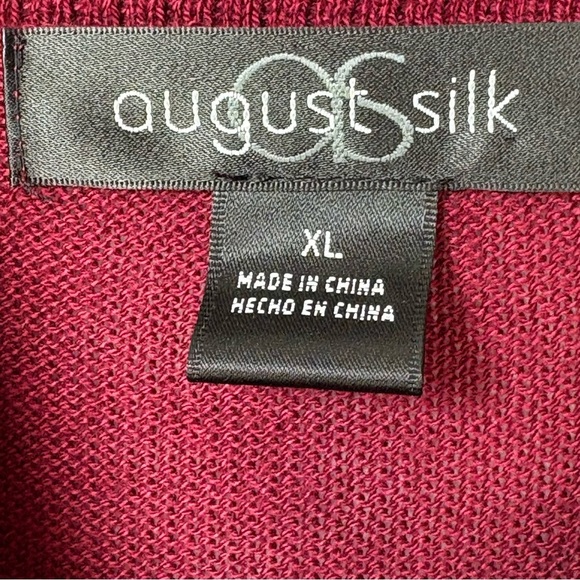 august silk
XL
MADE IN CHINA
HECHO EN CHINA